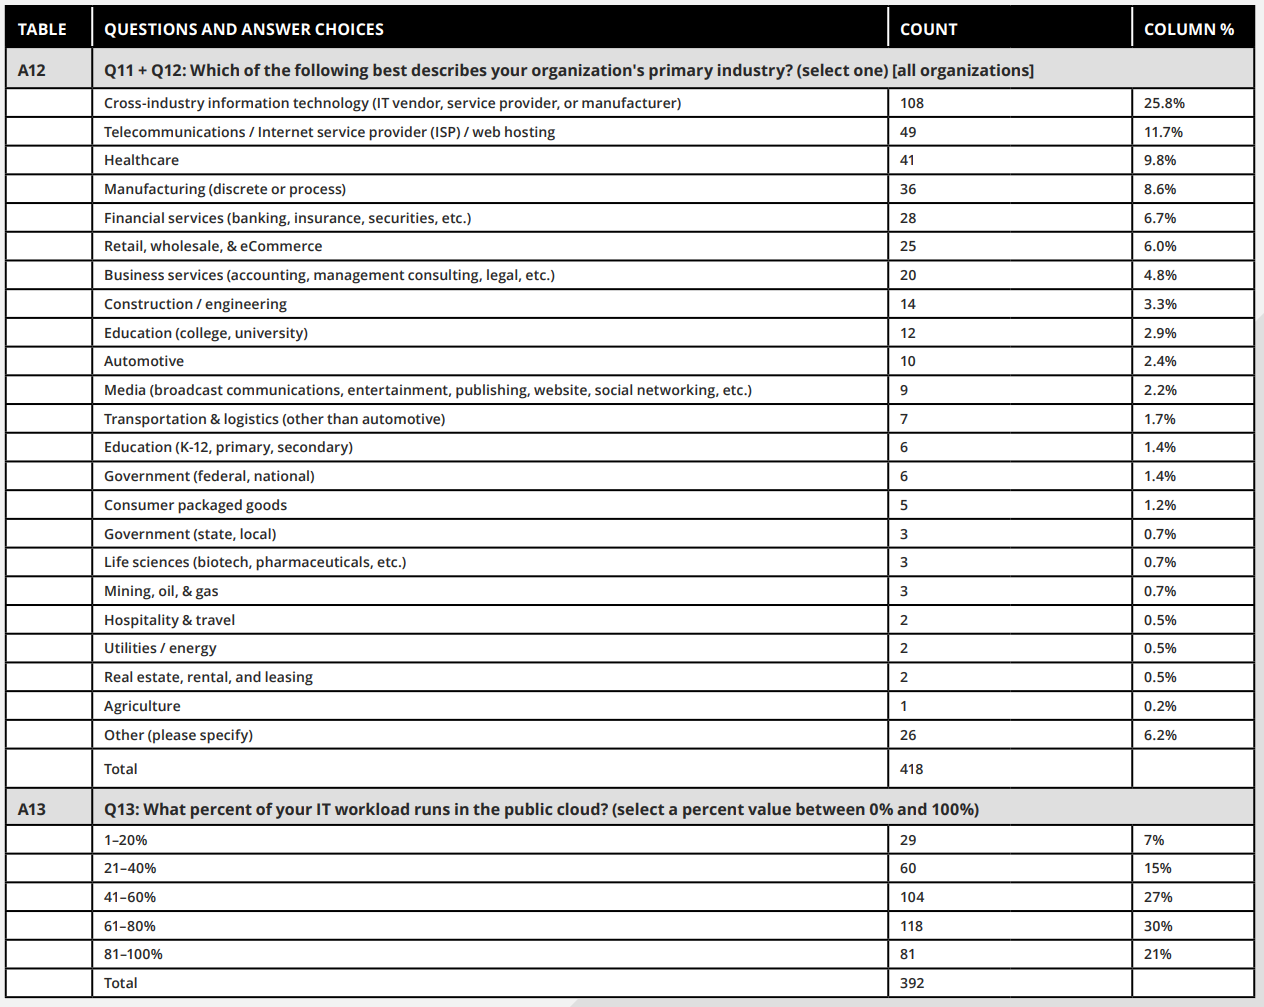 TABLE QUESTIONS AND ANSWER CHOICES COUNT COLUMN %
A12 Q11 + Q12: Which of the following best describes your organization's primary industry? (select one) [all organizations]
Cross-industry information technology (IT vendor, service provider, or manufacturer) 108 25.8%
Telecommunications / Internet service provider (ISP) / web hosting 49 11.7%
Healthcare 41 9.8%
Manufacturing (discrete or process) 36 8.6%
Financial services (banking, insurance, securities, etc.) 28 6.7%
Retail, wholesale, & eCommerce 25 6.0%
Business services (accounting, management consulting, legal, etc.) 20 4.8%
Construction / engineering 14 3.3%
Education (college, university) 12 2.9%
Automotive 10 2.4%
Media (broadcast communications, entertainment, publishing, website, social networking, etc.) 9 2.2%
Transportation & logistics (other than automotive) 7 1.7%
Education (K-12, primary, secondary) 6 1.4%
Government (federal, national) 6 1.4%
Consumer packaged goods 5 1.2%
Government (state, local) 3 0.7%
Life sciences (biotech, pharmaceuticals, etc.) 3 0.7%
Mining, oil, & gas 3 0.7%
Hospitality & travel 2 0.5%
Utilities / energy 2 0.5%
Real estate, rental, and leasing 2 0.5%
Agriculture 1 0.2%
Other (please specify) 26 6.2%
Total 418
A13 Q13: What percent of your IT workload runs in the public cloud? (select a percent value between 0% and 100%)
1–20% 29 7%
21–40% 60 15%
41–60% 104 27%
61–80% 118 30%
81–100% 81 21%
Total 392